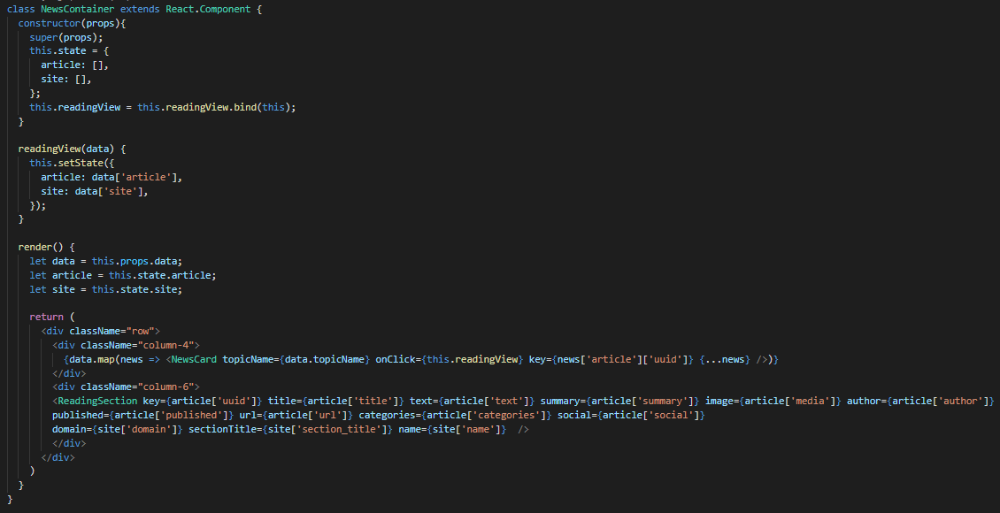 class NewsContainer extends React.Component {
constructor(props){
super(props);
this.state = {
article: [],
site: [],
};
this.readingView = this.readingView.bind(this);
}
readingView(data) {
this.setState({
article: data['article'],
site: data['site'],
});
}
render() {
let data = this.props.data;
let article = this.state.article;
let site = this.state.site;
return (
<div className="row">
<div className="column-4">
{data.map(news => <NewsCard topicName={data.topicName} onClick={this.readingView} key={news['article']['uuid']} {...news} />)}
</div>
<div className="column-6">
<ReadingSection key={article['uuid']} title={article['title']} text={article['text']} summary={article['summary']} image={article['media']} author={article['author']}
published={article['published']} url={article['url']} categories={article['categories']} social={article['social']}
domain={site['domain']} sectionTitle={site['section_title']} name={site['name']}  />
</div>
</div>
)
}
}